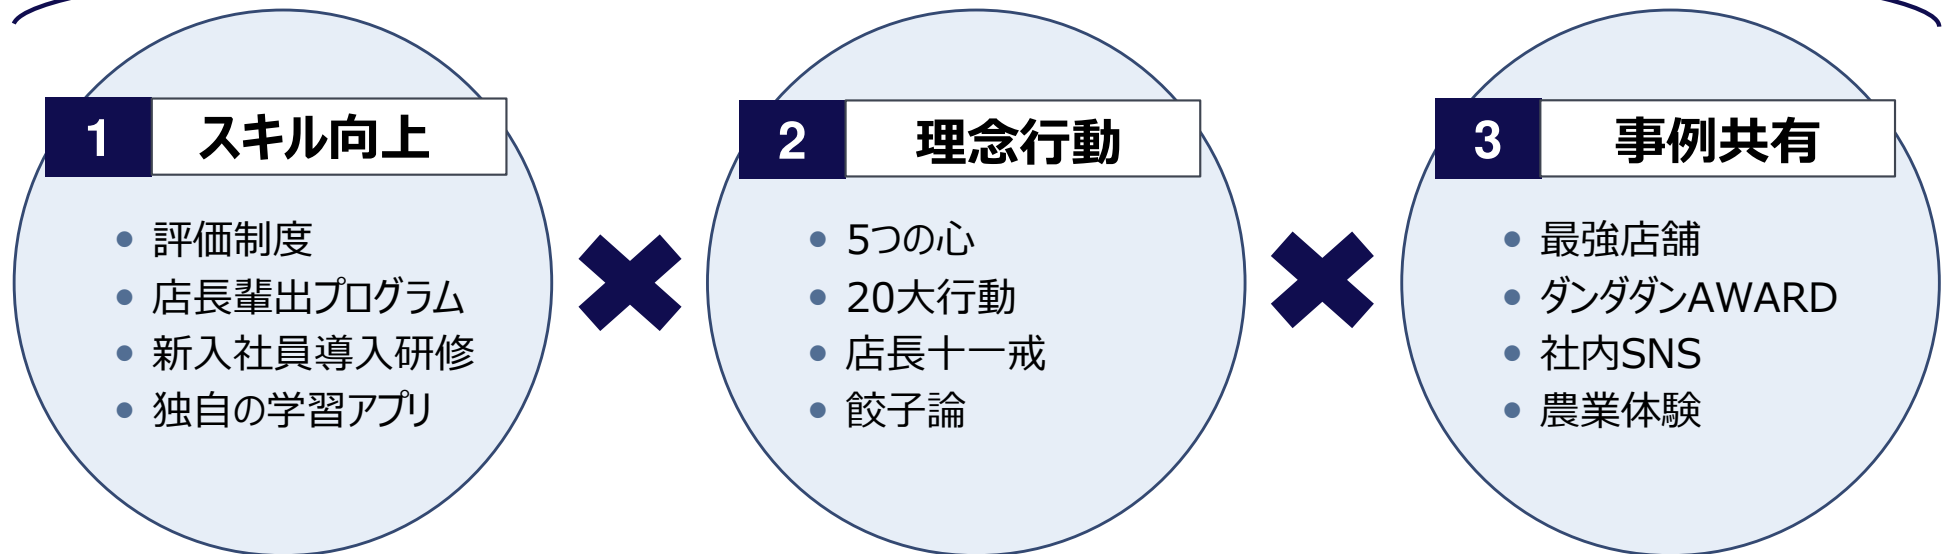 1 スキル向上
• 評価制度
• 店長輩出プログラム
• 新入社員導入研修
• 独自の学習アプリ
2 理念行動
• 5つの心
• 20大行動
• 店長十一戒
• 餃子論
3 事例共有
• 最強店舗
• ダンダダンAWARD
• 社内SNS
• 農業体験